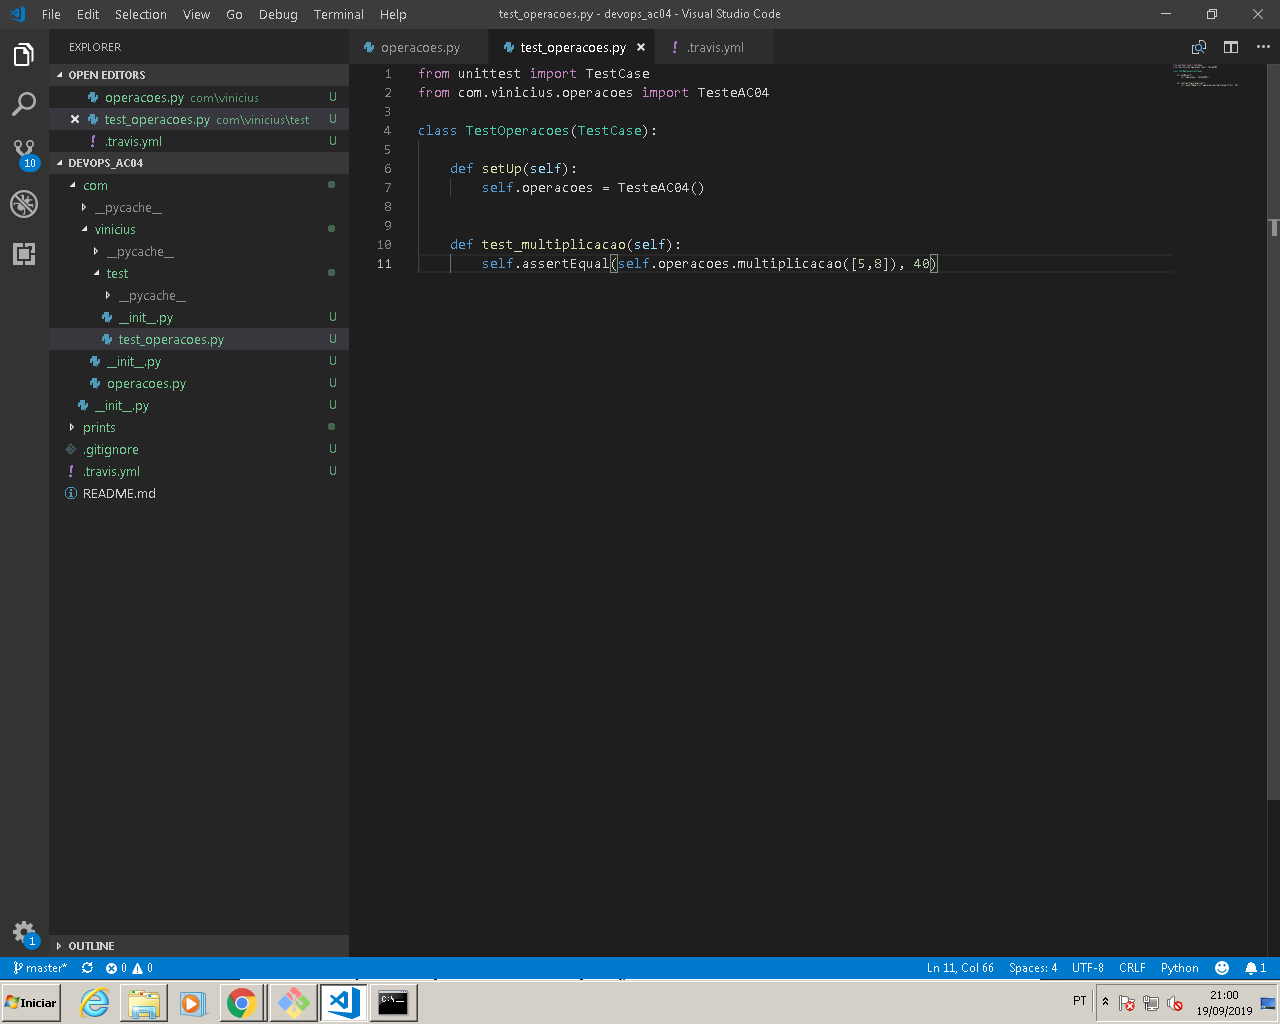 File Edit Selection View Go Debug Terminal Help
test_operacoes.py - devops_ac04 - Visual Studio Code
EXPLORER
OPEN EDITORS
operacoes.py com\vinicius U
test_operacoes.py com\vinicius\test U
! .travis.yml U
DEVOPS_AC04
com
__pycache__
vinicius
__pycache__
test
__pycache__
__init__.py U
test_operacoes.py U
__init__.py U
operacoes.py U
__init__.py U
prints
.gitignore U
! .travis.yml U
README.md
OUTLINE
10
1
operacoes.py test_operacoes.py ! .travis.yml
1 from unittest import TestCase
2 from com.vinicius.operacoes import TesteAC04
3
4 class TestOperacoes(TestCase):
5
6 def setUp(self):
7 self.operacoes = TesteAC04()
8
9
10 def test_multiplicacao(self):
11 self.assertEqual(self.operacoes.multiplicacao([5,8]), 40)
master* 0 0 Ln 11, Col 66 Spaces: 4 UTF-8 CRLF Python 1
Iniciar
C:\_
PT
21:00
19/09/2019